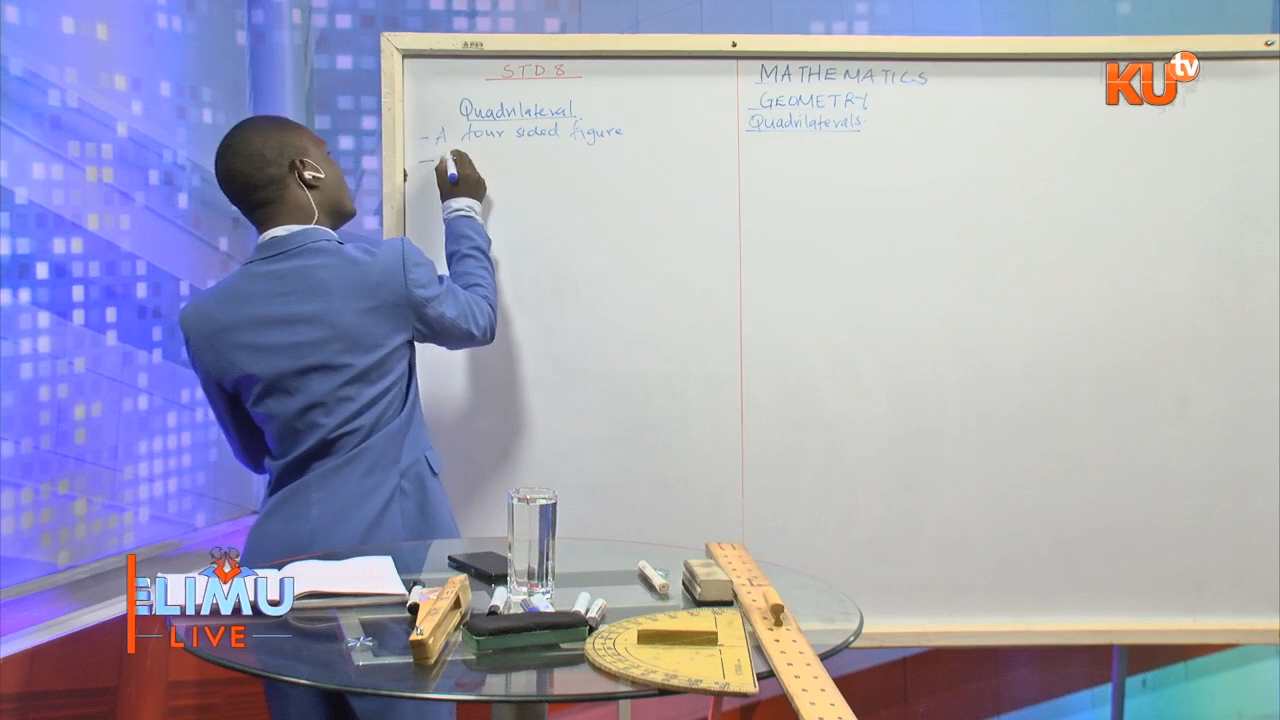 STD 8
Quadrilateral.
- A four sided figure
-
MATHEMATICS
GEOMETRY
Quadrilaterals.
KU tv
ELIMU
LIVE